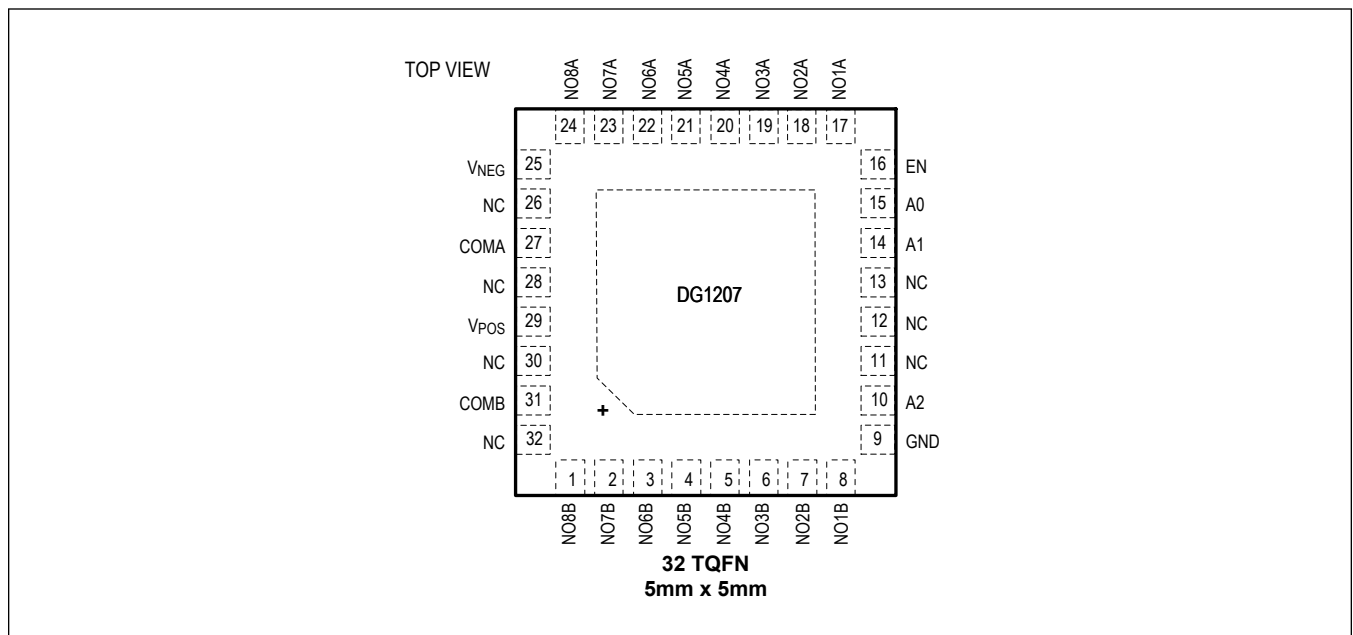 TOP VIEW
NO8A NO7A NO6A NO5A NO4A NO3A NO2A NO1A
24 23 22 21 20 19 18 17
VNEG 25 16 EN
NC 26 15 A0
COMA 27 14 A1
NC 28 13 NC
DG1207
VPOS 29 12 NC
NC 30 11 NC
COMB 31 10 A2
+
NC 32 9 GND
1 2 3 4 5 6 7 8
NO8B NO7B NO6B NO5B NO4B NO3B NO2B NO1B
32 TQFN
5mm x 5mm